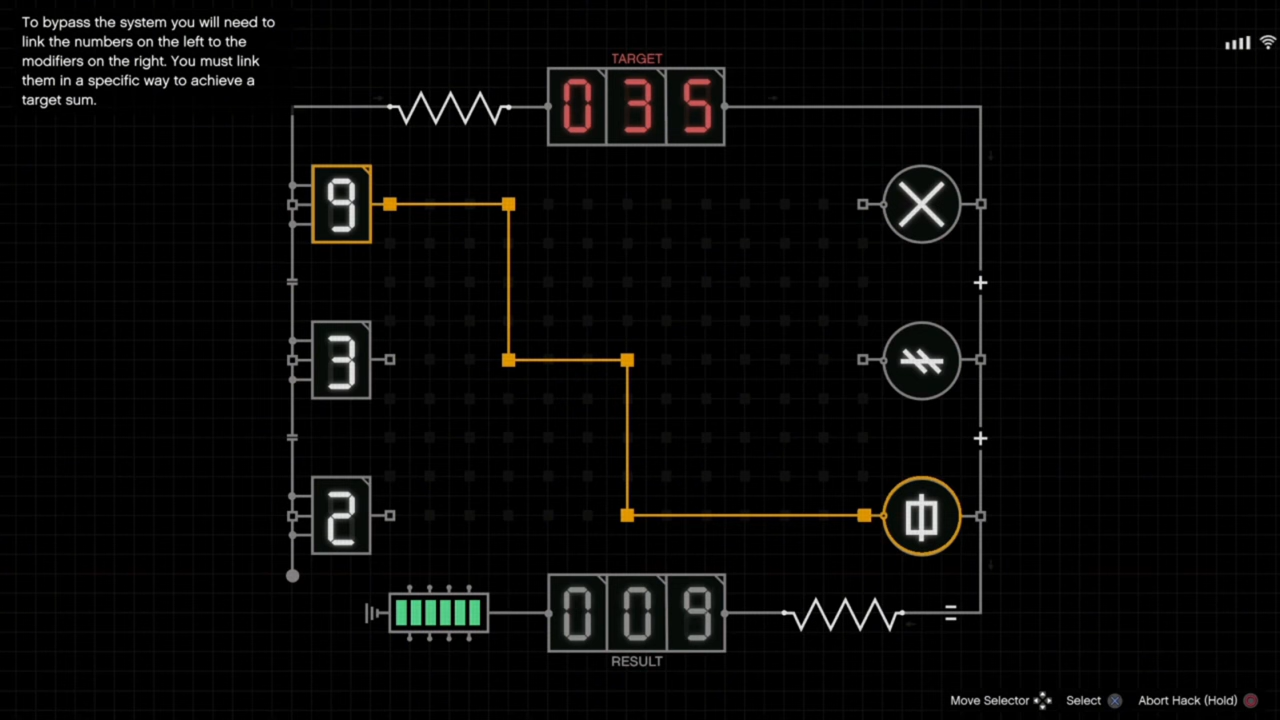 To bypass the system you will need to
link the numbers on the left to the
modifiers on the right. You must link
them in a specific way to achieve a
target sum.
TARGET
035
9
3
2
+
+
=
009
RESULT
Move Selector Select Abort Hack (Hold)